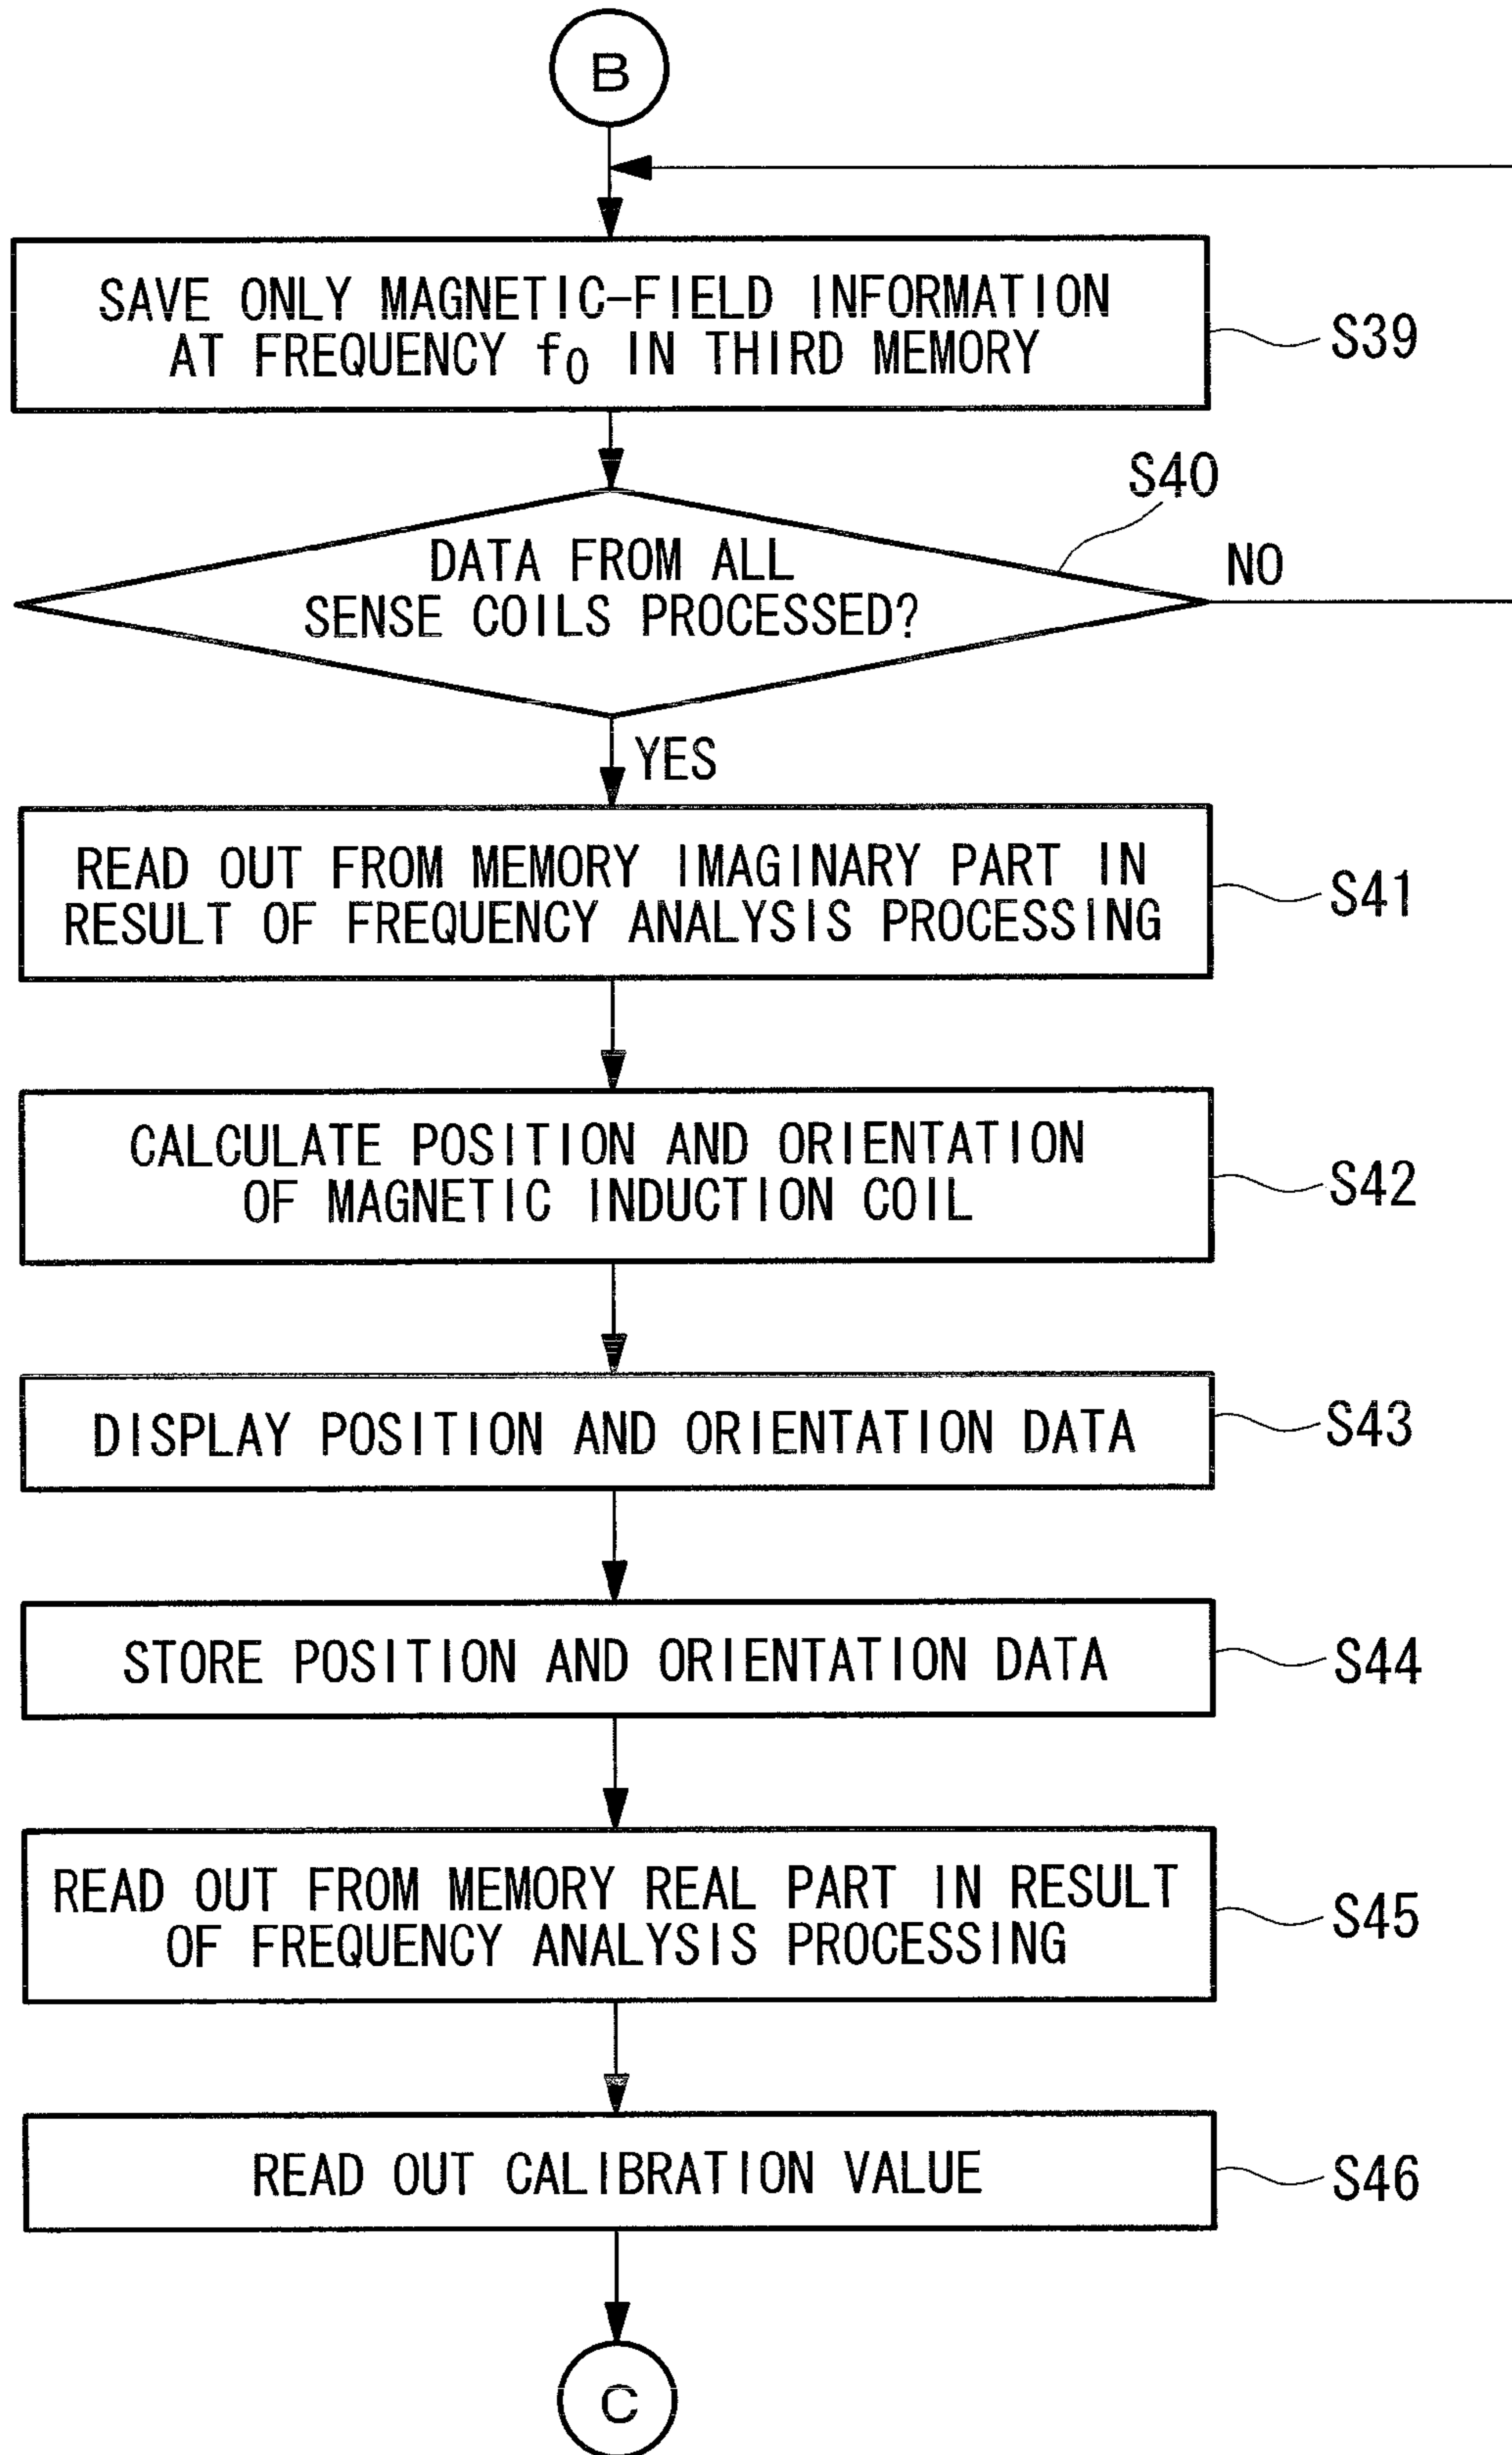 B
SAVE ONLY MAGNETIC-FIELD INFORMATION
AT FREQUENCY f0 IN THIRD MEMORY
S39
S40
DATA FROM ALL
SENSE COILS PROCESSED?
NO
YES
READ OUT FROM MEMORY IMAGINARY PART IN
RESULT OF FREQUENCY ANALYSIS PROCESSING
S41
CALCULATE POSITION AND ORIENTATION
OF MAGNETIC INDUCTION COIL
S42
DISPLAY POSITION AND ORIENTATION DATA
S43
STORE POSITION AND ORIENTATION DATA
S44
READ OUT FROM MEMORY REAL PART IN RESULT
OF FREQUENCY ANALYSIS PROCESSING
S45
READ OUT CALIBRATION VALUE
S46
C